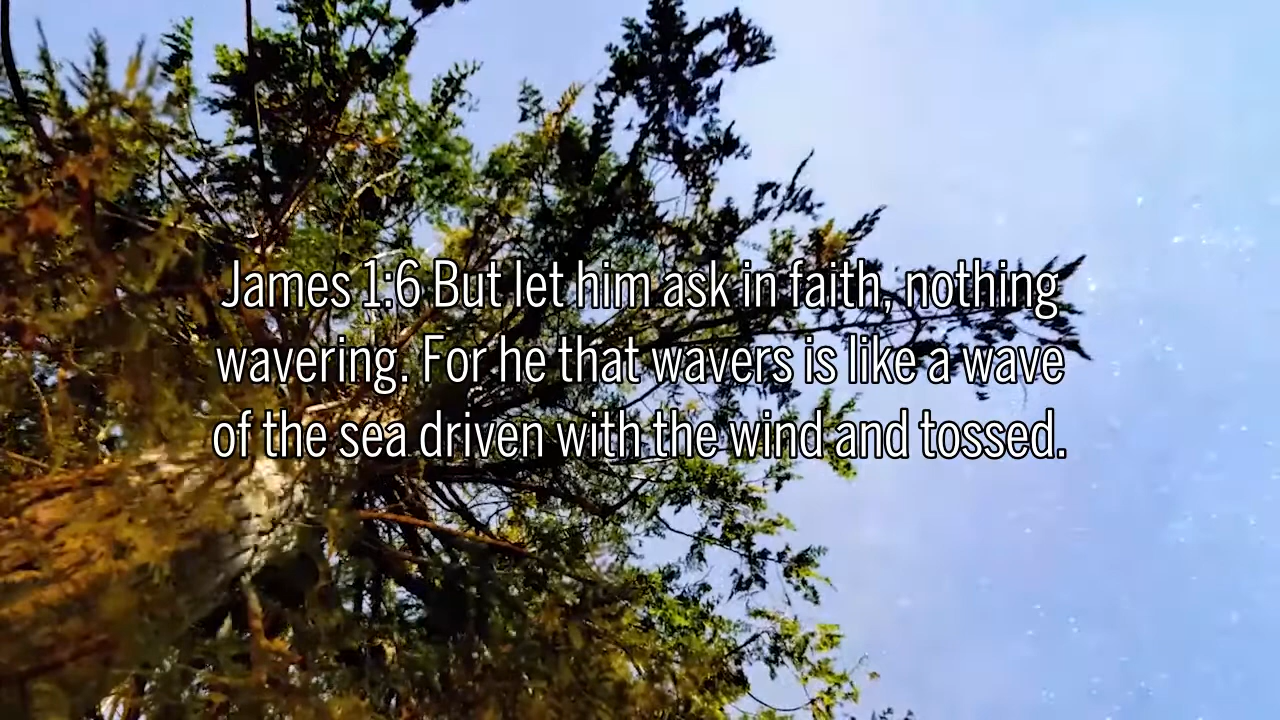 James 1:6 But let him ask in faith, nothing
wavering. For he that wavers is like a wave
of the sea driven with the wind and tossed.